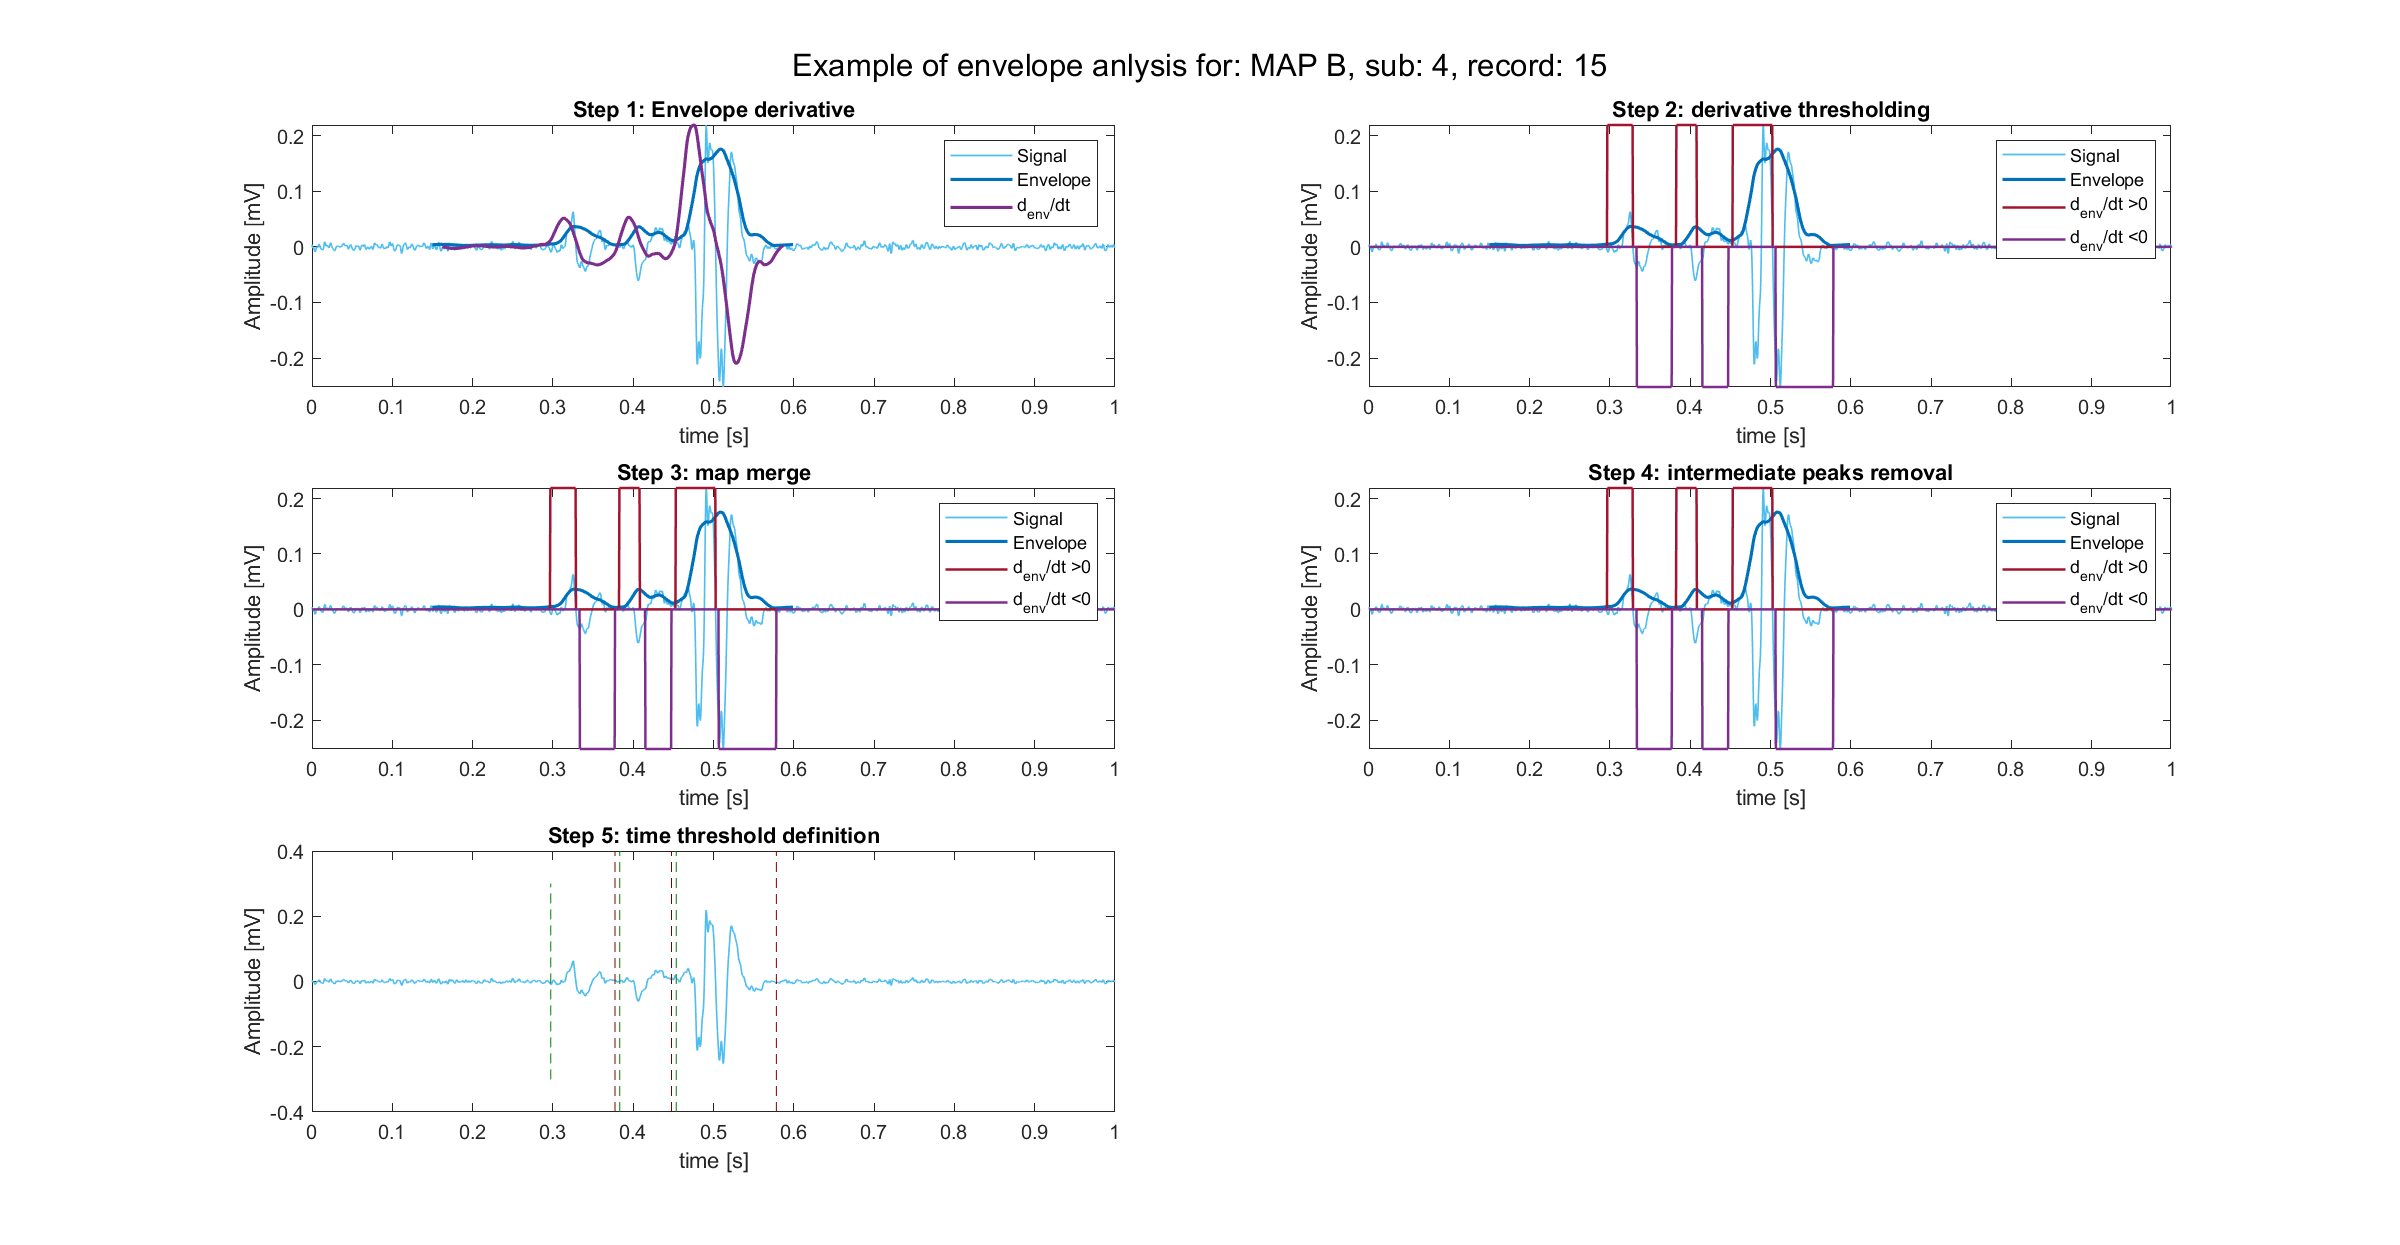 Example of envelope anlysis for: MAP B, sub: 4, record: 15
Step 1: Envelope derivative
Amplitude [mV]
0.2
0.1
0
-0.1
-0.2
Signal
Envelope
d_env/dt
0 0.1 0.2 0.3 0.4 0.5 0.6 0.7 0.8 0.9 1
time [s]
Step 2: derivative thresholding
Amplitude [mV]
0.2
0.1
0
-0.1
-0.2
Signal
Envelope
d_env/dt >0
d_env/dt <0
0 0.1 0.2 0.3 0.4 0.5 0.6 0.7 0.8 0.9 1
time [s]
Step 3: map merge
Amplitude [mV]
0.2
0.1
0
-0.1
-0.2
Signal
Envelope
d_env/dt >0
d_env/dt <0
0 0.1 0.2 0.3 0.4 0.5 0.6 0.7 0.8 0.9 1
time [s]
Step 4: intermediate peaks removal
Amplitude [mV]
0.2
0.1
0
-0.1
-0.2
Signal
Envelope
d_env/dt >0
d_env/dt <0
0 0.1 0.2 0.3 0.4 0.5 0.6 0.7 0.8 0.9 1
time [s]
Step 5: time threshold definition
Amplitude [mV]
0.4
0.2
0
-0.2
-0.4
0 0.1 0.2 0.3 0.4 0.5 0.6 0.7 0.8 0.9 1
time [s]